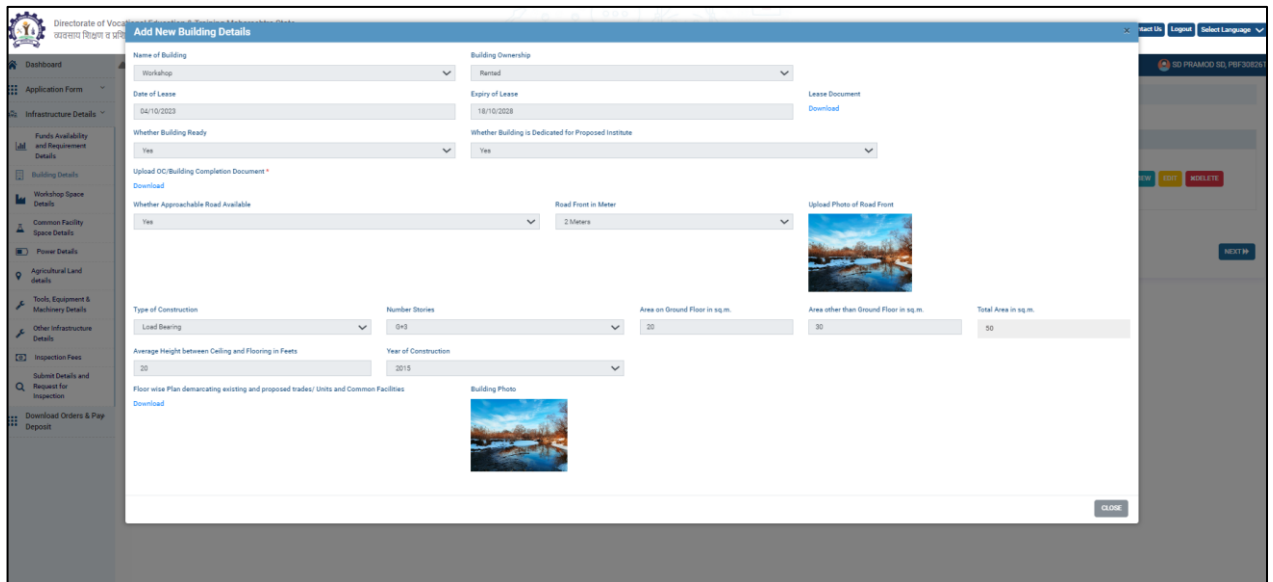 Directorate of Vocational Education & Training Maharashtra State
Add New Building Details
×
Contact Us
Logout
Select Language
व्यवसाय शिक्षण व
Dashboard
Application Form
Infrastructure Details
Funds Availability
and Requirement
Details
Building Details
Workshop Space
Details
Common Facility
Space Details
Power Details
Agricultural Land
details
Tools, Equipment &
Machinery Details
Other Infrastructure
Details
Inspection Fees
Submit Details and
Request for
Inspection
Download Orders & Pay
Deposit
SD PRAMOD SD, PBF30826T
Name of Building
Building Ownership
Workshop
Rented
Date of Lease
Expiry of Lease
Lease Document
04/10/2023
18/10/2028
Download
Whether Building Ready
Whether Building is Dedicated for Proposed Institute
Yes
Yes
Upload OC/Building Completion Document *
Download
EDIT
DELETE
Whether Approachable Road Available
Road Front in Meter
Upload Photo of Road Front
Yes
2 Meters
NEXT
Type of Construction
Number Stories
Area on Ground Floor in sq.m.
Area other than Ground Floor in sq.m.
Total Area in sq.m.
Load Bearing
G+3
20
30
50
Average Height between Ceiling and Flooring in Feets
Year of Construction
20
2015
Floor wise Plan demarcating existing and proposed trades/ Units and Common Facilities
Building Photo
Download
CLOSE